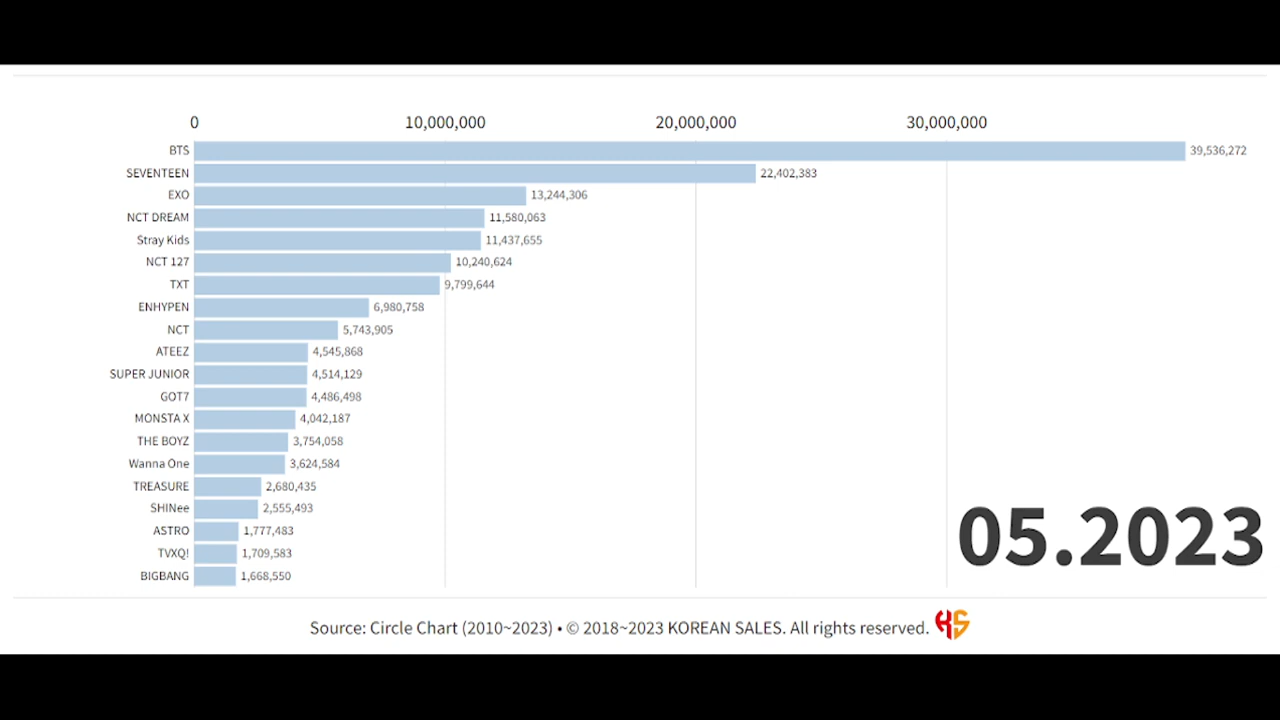 0 10,000,000 20,000,000 30,000,000
BTS 39,536,272
SEVENTEEN 22,402,383
EXO 13,244,306
NCT DREAM 11,580,063
Stray Kids 11,437,655
NCT 127 10,240,624
TXT 9,799,644
ENHYPEN 6,980,758
NCT 5,743,905
ATEEZ 4,545,868
SUPER JUNIOR 4,514,129
GOT7 4,486,498
MONSTA X 4,042,187
THE BOYZ 3,754,058
Wanna One 3,624,584
TREASURE 2,680,435
SHINee 2,555,493
ASTRO 1,777,483
TVXQ! 1,709,583
BIGBANG 1,668,550
05.2023
Source: Circle Chart (2010~2023) • © 2018~2023 KOREAN SALES. All rights reserved. KS